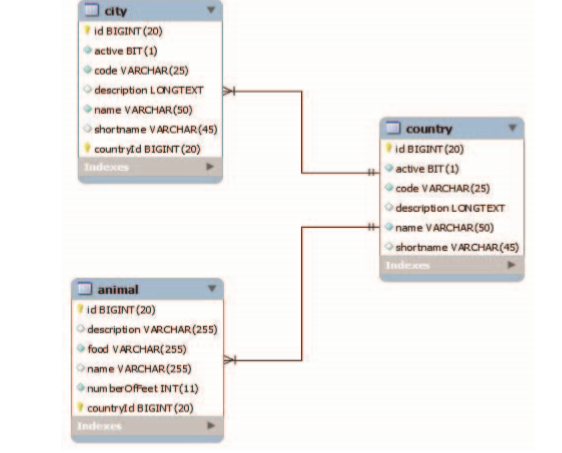 city
id BIGINT(20)
active BIT(1)
code VARCHAR(25)
description LONGTEXT
name VARCHAR(50)
shortname VARCHAR(45)
countryId BIGINT(20)
Indexes
country
id BIGINT(20)
active BIT(1)
code VARCHAR(25)
description LONGTEXT
name VARCHAR(50)
shortname VARCHAR(45)
Indexes
animal
id BIGINT(20)
description VARCHAR(255)
food VARCHAR(255)
name VARCHAR(255)
numberOfFeet INT(11)
countryId BIGINT(20)
Indexes